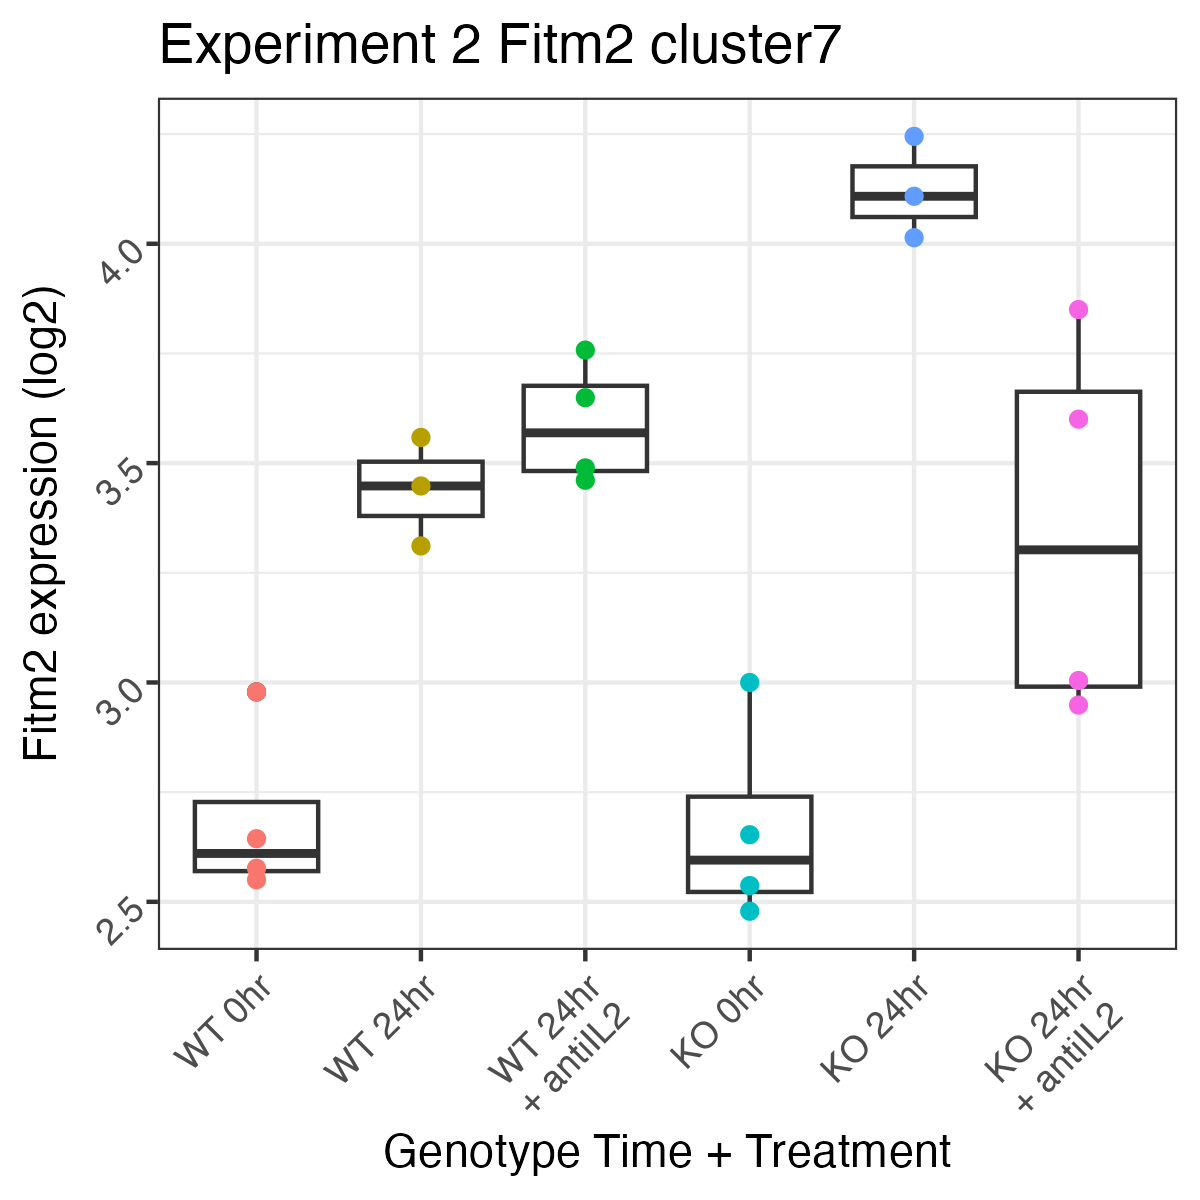 Experiment 2 Fitm2 cluster7
Fitm2 expression (log2)
4.0
3.5
3.0
2.5
WT 0hr
WT 24hr
WT 24hr
+ antiIL2
KO 0hr
KO 24hr
KO 24hr
+ antiIL2
Genotype Time + Treatment